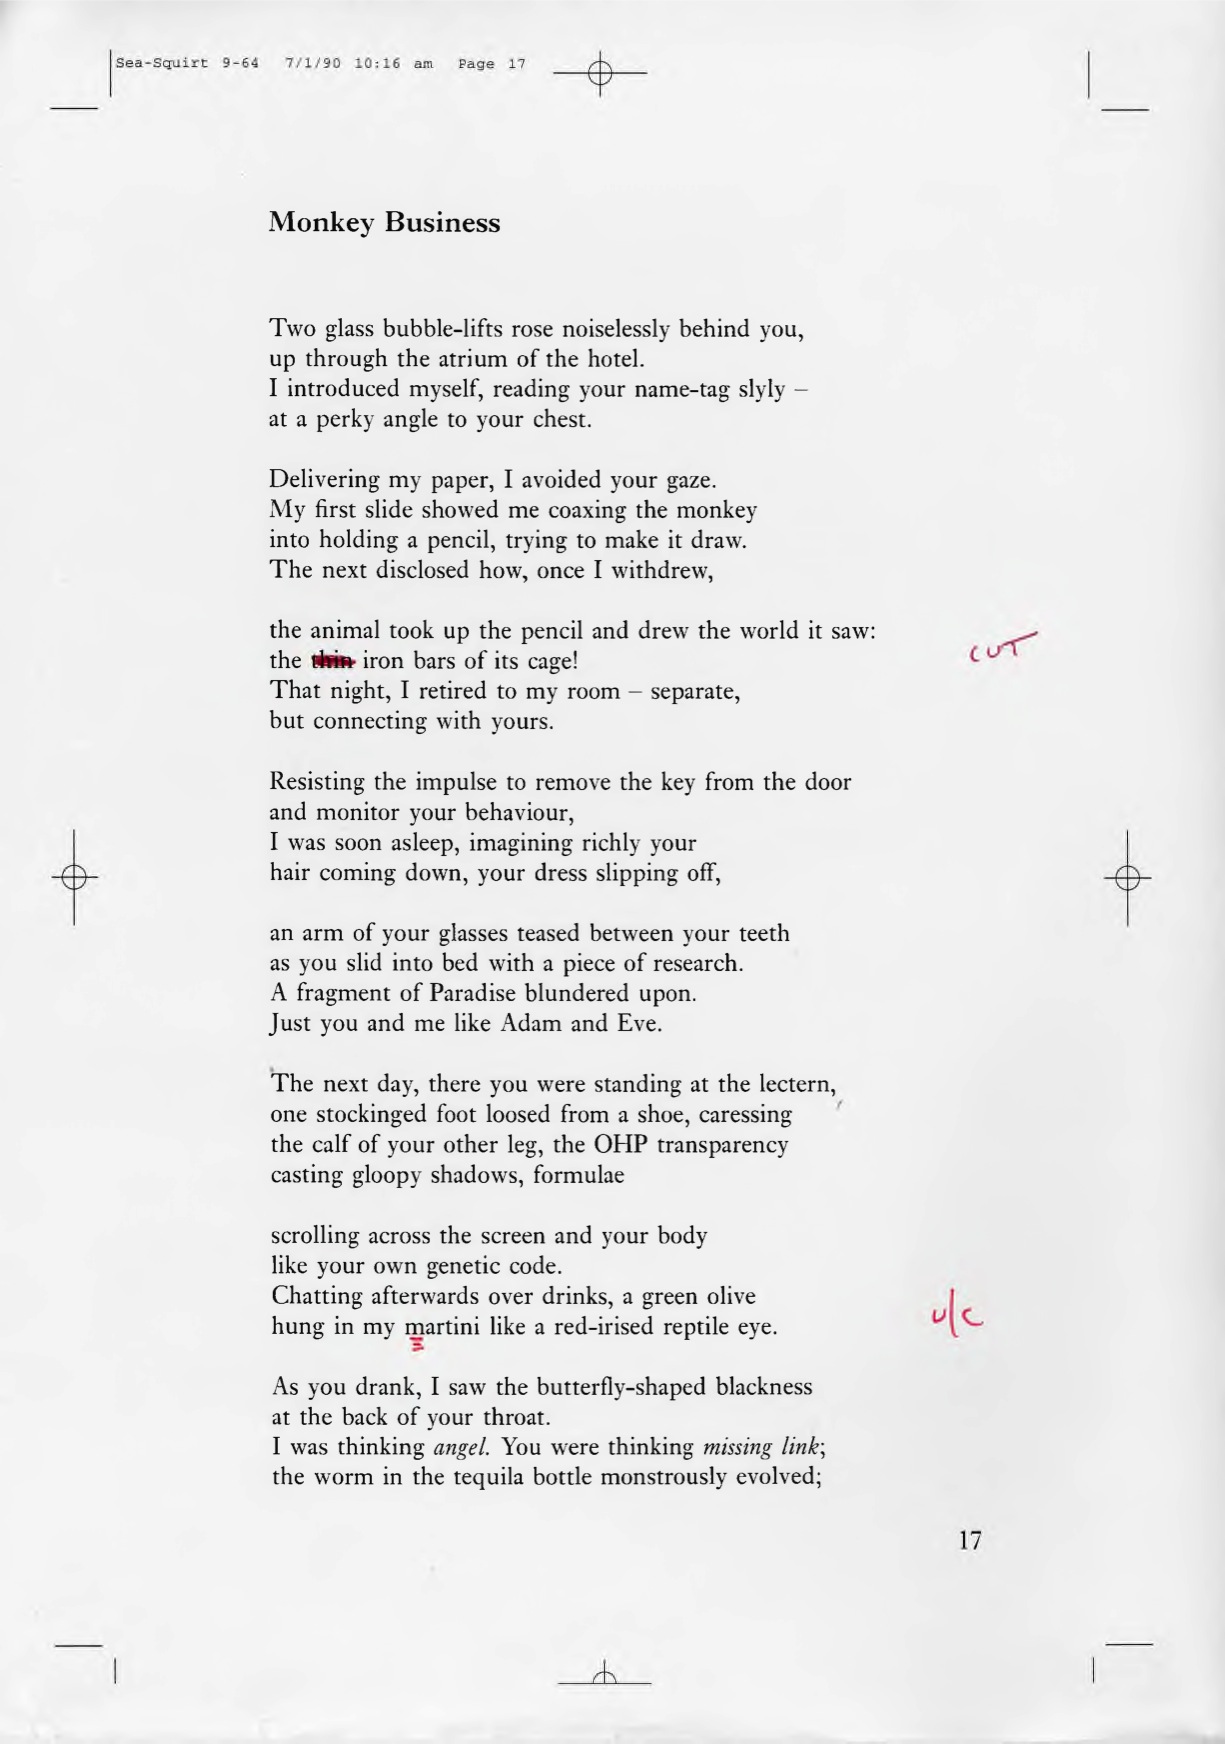 Sea-Squirt 9-64 7/1/90 10:16 am Page 17
Monkey Business
Two glass bubble-lifts rose noiselessly behind you,
up through the atrium of the hotel.
I introduced myself, reading your name-tag slyly –
at a perky angle to your chest.
Delivering my paper, I avoided your gaze.
My first slide showed me coaxing the monkey
into holding a pencil, trying to make it draw.
The next disclosed how, once I withdrew,
the animal took up the pencil and drew the world it saw:
the thin iron bars of its cage!
CUT
That night, I retired to my room – separate,
but connecting with yours.
Resisting the impulse to remove the key from the door
and monitor your behaviour,
I was soon asleep, imagining richly your
hair coming down, your dress slipping off,
an arm of your glasses teased between your teeth
as you slid into bed with a piece of research.
A fragment of Paradise blundered upon.
Just you and me like Adam and Eve.
The next day, there you were standing at the lectern,
one stockinged foot loosed from a shoe, caressing
the calf of your other leg, the OHP transparency
casting gloopy shadows, formulae
scrolling across the screen and your body
like your own genetic code.
Chatting afterwards over drinks, a green olive
hung in my martini like a red-irised reptile eye.
u/c
As you drank, I saw the butterfly-shaped blackness
at the back of your throat.
I was thinking angel. You were thinking missing link;
the worm in the tequila bottle monstrously evolved;
17